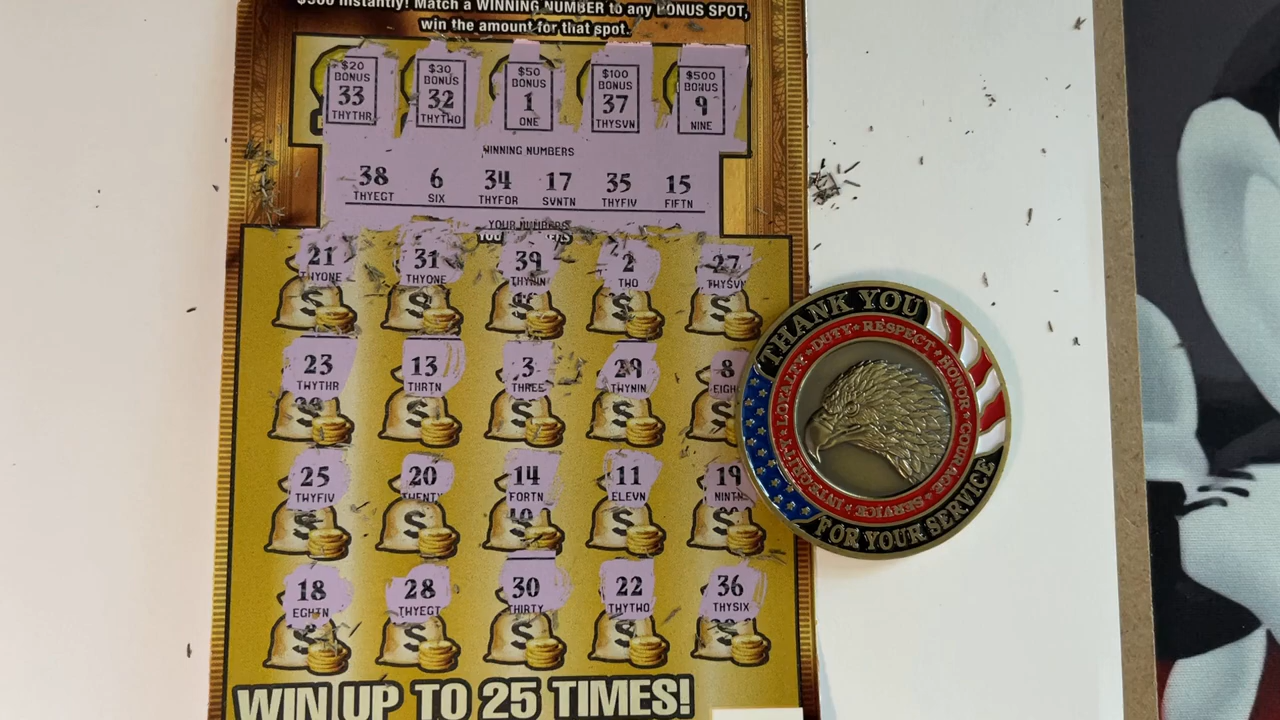 $500 instantly! Match a WINNING NUMBER to any BONUS SPOT,
win the amount for that spot.
$20 $30 $50 $100 $500
BONUS BONUS BONUS BONUS BONUS
33 32 1 37 9
THYTHR THYTWO ONE THYSVN NINE
WINNING NUMBERS
38 6 34 17 35 15
THYEGT SIX THYFOR SVNTN THYFIV FIFTN
YOUR NUMBERS
21 31 39 2 27
THYONE THYONE THYNIN TWO THYSVN
23 13 3 29 8
THYTHR THRTN THREE THYNIN EIGH
25 20 14 11 19
THYFIV TWENTY FORTN ELEVN NINTN
18 28 30 22 36
EGHTN THYEGT THIRTY THYTWO THYSIX
WIN UP TO 25 TIMES!
THANK YOU
DUTY RESPECT HONOR COURAGE SERVICE INTEGRITY LOYALTY
FOR YOUR SERVICE